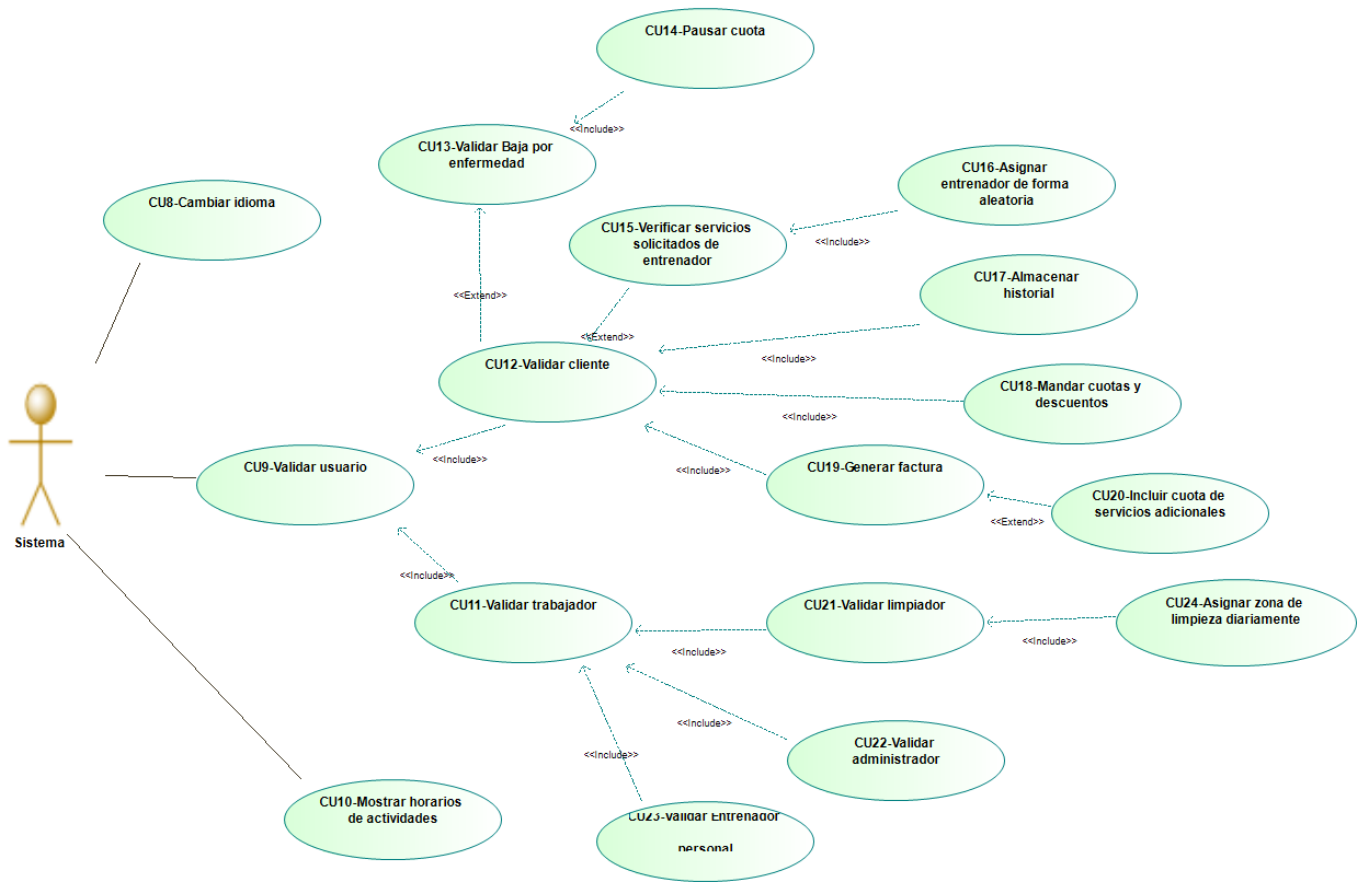 CU14-Pausar cuota
<<Include>>
CU13-Validar Baja por
enfermedad
CU16-Asignar
entrenador de forma
aleatoria
CU8-Cambiar idioma
CU15-Verificar servicios
solicitados de
entrenador
<<Include>>
CU17-Almacenar
historial
<<Extend>>
<<Extend>>
<<Include>>
CU12-Validar cliente
CU18-Mandar cuotas y
descuentos
<<Include>>
CU9-Validar usuario
<<Include>>
<<Include>>
CU19-Generar factura
CU20-Incluir cuota de
servicios adicionales
<<Extend>>
Sistema
<<Include>>
CU11-Validar trabajador
CU21-Validar limpiador
CU24-Asignar zona de
limpieza diariamente
<<Include>>
<<Include>>
<<Include>>
CU22-Validar
administrador
<<Include>>
CU10-Mostrar horarios
de actividades
CU23-Validar Entrenador
personal